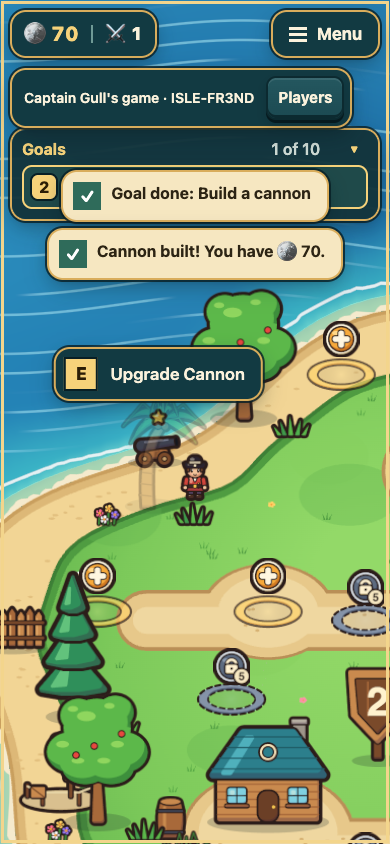 70 1
Menu
Captain Gull's game · ISLE-FR3ND
Players
Goals 1 of 10
2
Goal done: Build a cannon
Cannon built! You have 70.
E Upgrade Cannon
5
5
2